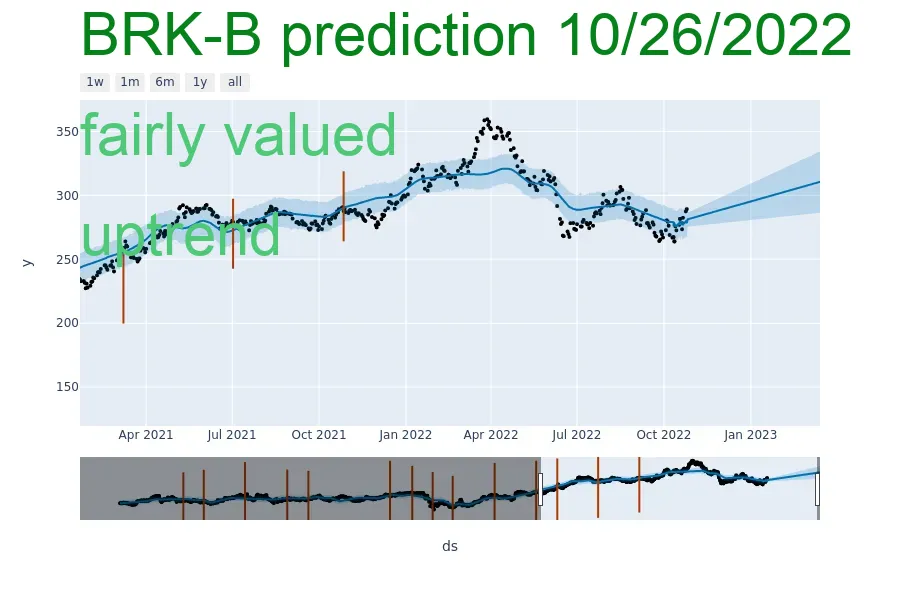 BRK-B prediction 10/26/2022
1w 1m 6m 1y all
fairly valued
uptrend
350
300
250
200
150
y
Apr 2021 Jul 2021 Oct 2021 Jan 2022 Apr 2022 Jul 2022 Oct 2022 Jan 2023
ds